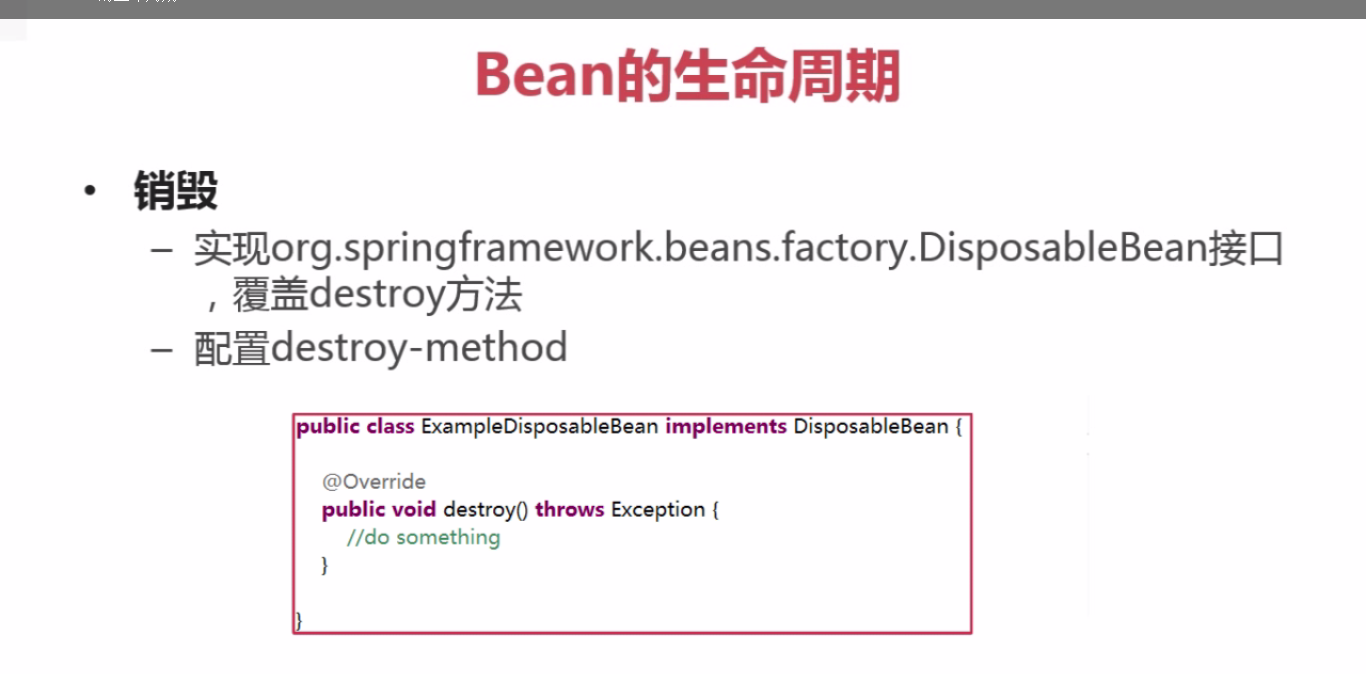 Bean的生命周期
• 销毁
– 实现org.springframework.beans.factory.DisposableBean接口
，覆盖destroy方法
– 配置destroy-method
public class ExampleDisposableBean implements DisposableBean {
@Override
public void destroy() throws Exception {
//do something
}
}